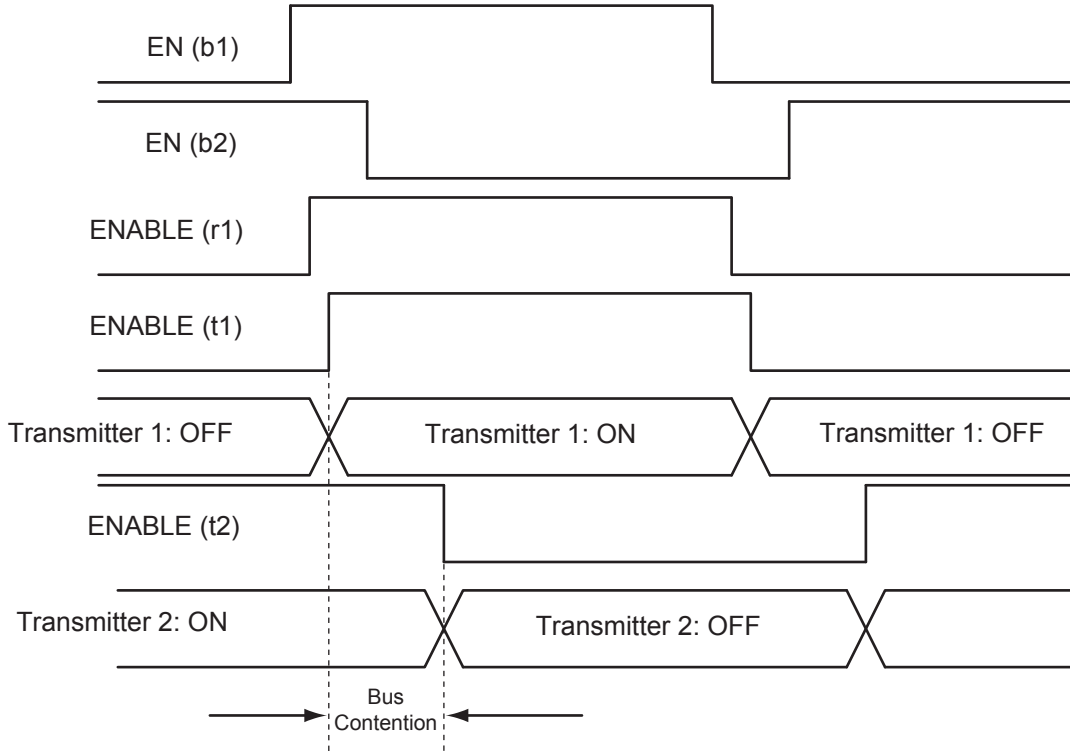 EN (b1)
EN (b2)
ENABLE (r1)
ENABLE (t1)
Transmitter 1: OFF
Transmitter 1: ON
Transmitter 1: OFF
ENABLE (t2)
Transmitter 2: ON
Transmitter 2: OFF
Bus
Contention